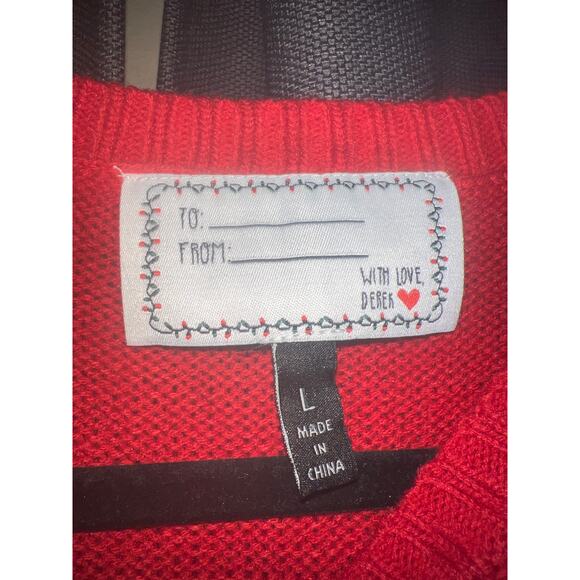 TO:
FROM:
WITH LOVE,
DEREK
L
MADE
IN
CHINA